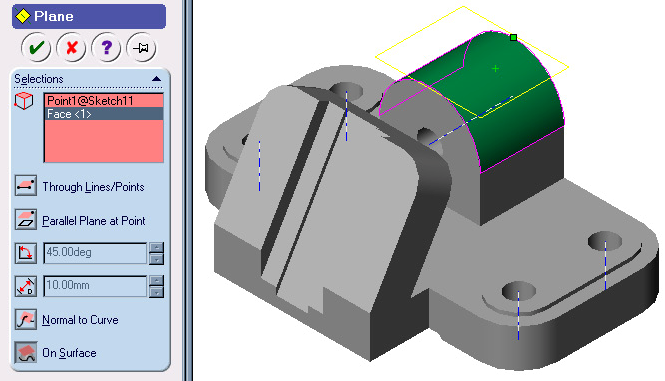 Plane
?
Selections
Point1@Sketch11
Face <1>
Through Lines/Points
Parallel Plane at Point
45.00deg
D
10.00mm
Normal to Curve
On Surface